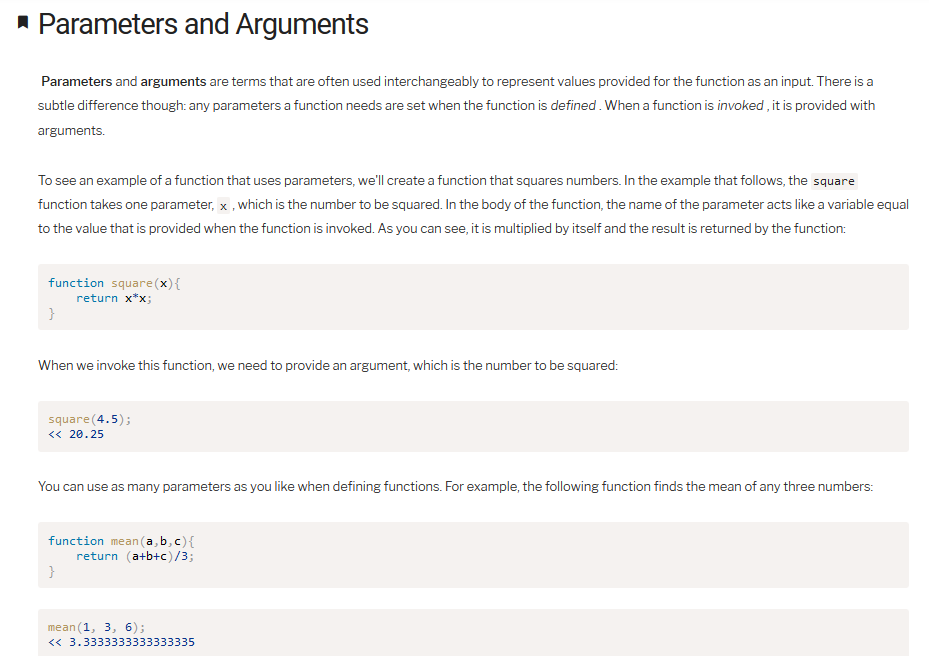 Parameters and Arguments
Parameters and arguments are terms that are often used interchangeably to represent values provided for the function as an input. There is a
subtle difference though: any parameters a function needs are set when the function is defined . When a function is invoked , it is provided with
arguments.
To see an example of a function that uses parameters, we'll create a function that squares numbers. In the example that follows, the square
function takes one parameter, x , which is the number to be squared. In the body of the function, the name of the parameter acts like a variable equal
to the value that is provided when the function is invoked. As you can see, it is multiplied by itself and the result is returned by the function:
function square(x){
    return x*x;
}
When we invoke this function, we need to provide an argument, which is the number to be squared:
square(4.5);
<< 20.25
You can use as many parameters as you like when defining functions. For example, the following function finds the mean of any three numbers:
function mean(a,b,c){
    return (a+b+c)/3;
}
mean(1, 3, 6);
<< 3.3333333333333335